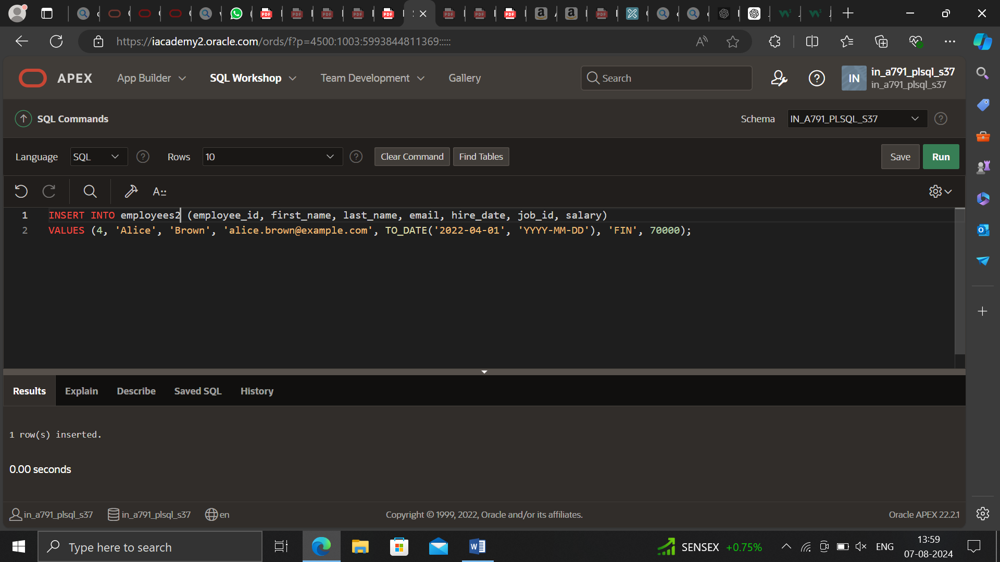 https://iacademy2.oracle.com/ords/f?p=4500:1003:5993844811369:::::
APEX App Builder SQL Workshop Team Development Gallery Search IN in_a791_plsql_s37
in_a791_plsql_s37
SQL Commands Schema IN_A791_PLSQL_S37
Language SQL Rows 10 Clear Command Find Tables Save Run
1 INSERT INTO employees2 (employee_id, first_name, last_name, email, hire_date, job_id, salary)
2 VALUES (4, 'Alice', 'Brown', 'alice.brown@example.com', TO_DATE('2022-04-01', 'YYYY-MM-DD'), 'FIN', 70000);
Results Explain Describe Saved SQL History
1 row(s) inserted.
0.00 seconds
in_a791_plsql_s37 in_a791_plsql_s37 en Copyright © 1999, 2022, Oracle and/or its affiliates. Oracle APEX 22.2.1
Type here to search SENSEX +0.75% ENG 13:59
07-08-2024